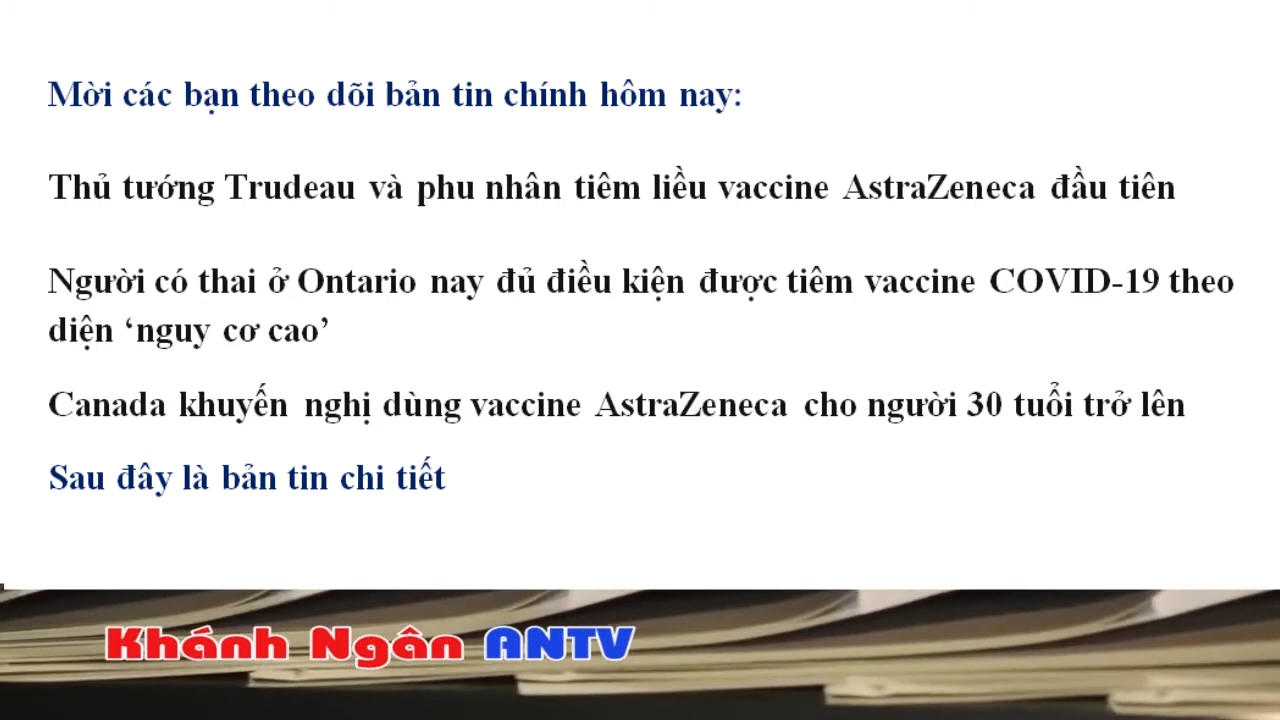 Mời các bạn theo dõi bản tin chính hôm nay:
Thủ tướng Trudeau và phu nhân tiêm liều vaccine AstraZeneca đầu tiên
Người có thai ở Ontario nay đủ điều kiện được tiêm vaccine COVID-19 theo
diện ‘nguy cơ cao’
Canada khuyến nghị dùng vaccine AstraZeneca cho người 30 tuổi trở lên
Sau đây là bản tin chi tiết
Khánh Ngân ANTV